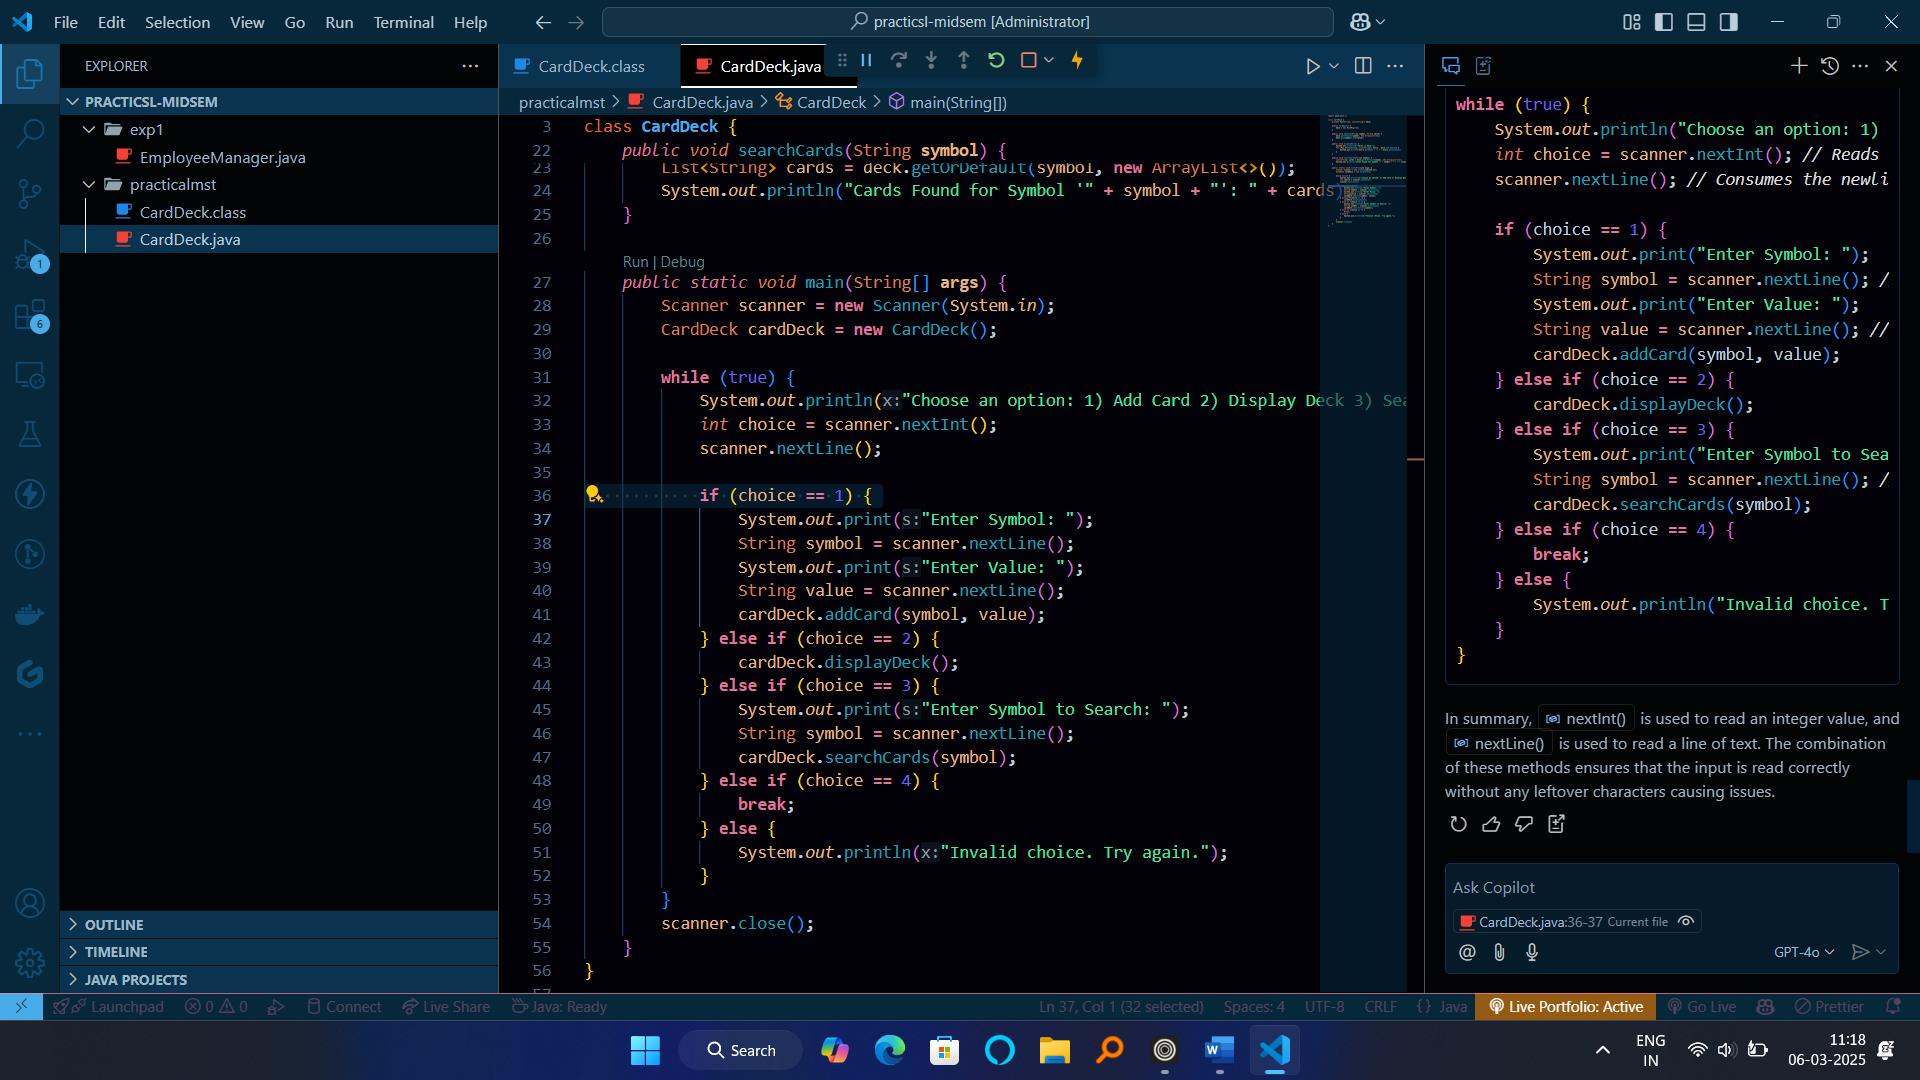 File Edit Selection View Go Run Terminal Help
practicsl-midsem [Administrator]
EXPLORER
PRACTICSL-MIDSEM
exp1
EmployeeManager.java
practicalmst
CardDeck.class
CardDeck.java
1
6
OUTLINE
TIMELINE
JAVA PROJECTS
CardDeck.class
CardDeck.java
practicalmst > CardDeck.java > CardDeck > main(String[])
3 class CardDeck {
22 public void searchCards(String symbol) {
23 List<String> cards = deck.getOrDefault(symbol, new ArrayList<>());
24 System.out.println("Cards Found for Symbol '" + symbol + "': " + cards)
25 }
26
Run | Debug
27 public static void main(String[] args) {
28 Scanner scanner = new Scanner(System.in);
29 CardDeck cardDeck = new CardDeck();
30
31 while (true) {
32 System.out.println(x:"Choose an option: 1) Add Card 2) Display Deck 3) Sea
33 int choice = scanner.nextInt();
34 scanner.nextLine();
35
36 if (choice == 1) {
37 System.out.print(s:"Enter Symbol: ");
38 String symbol = scanner.nextLine();
39 System.out.print(s:"Enter Value: ");
40 String value = scanner.nextLine();
41 cardDeck.addCard(symbol, value);
42 } else if (choice == 2) {
43 cardDeck.displayDeck();
44 } else if (choice == 3) {
45 System.out.print(s:"Enter Symbol to Search: ");
46 String symbol = scanner.nextLine();
47 cardDeck.searchCards(symbol);
48 } else if (choice == 4) {
49 break;
50 } else {
51 System.out.println(x:"Invalid choice. Try again.");
52 }
53 }
54 scanner.close();
55 }
56 }
57
while (true) {
System.out.println("Choose an option: 1)
int choice = scanner.nextInt(); // Reads
scanner.nextLine(); // Consumes the newli
if (choice == 1) {
System.out.print("Enter Symbol: ");
String symbol = scanner.nextLine(); /
System.out.print("Enter Value: ");
String value = scanner.nextLine(); //
cardDeck.addCard(symbol, value);
} else if (choice == 2) {
cardDeck.displayDeck();
} else if (choice == 3) {
System.out.print("Enter Symbol to Sea
String symbol = scanner.nextLine(); /
cardDeck.searchCards(symbol);
} else if (choice == 4) {
break;
} else {
System.out.println("Invalid choice. T
}
}
In summary, nextInt() is used to read an integer value, and
nextLine() is used to read a line of text. The combination
of these methods ensures that the input is read correctly
without any leftover characters causing issues.
Ask Copilot
CardDeck.java:36-37 Current file
GPT-4o
Launchpad 0 0 Connect Live Share Java: Ready Ln 37, Col 1 (32 selected) Spaces: 4 UTF-8 CRLF {} Java Live Portfolio: Active Go Live Prettier
Search
ENG
IN
11:18
06-03-2025